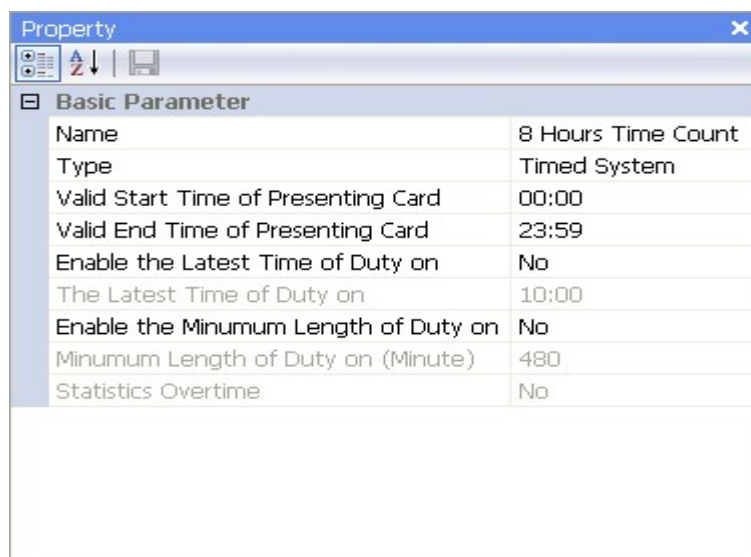 Property
Basic Parameter
Name 8 Hours Time Count
Type Timed System
Valid Start Time of Presenting Card 00:00
Valid End Time of Presenting Card 23:59
Enable the Latest Time of Duty on No
The Latest Time of Duty on 10:00
Enable the Minumum Length of Duty on No
Minumum Length of Duty on (Minute) 480
Statistics Overtime No